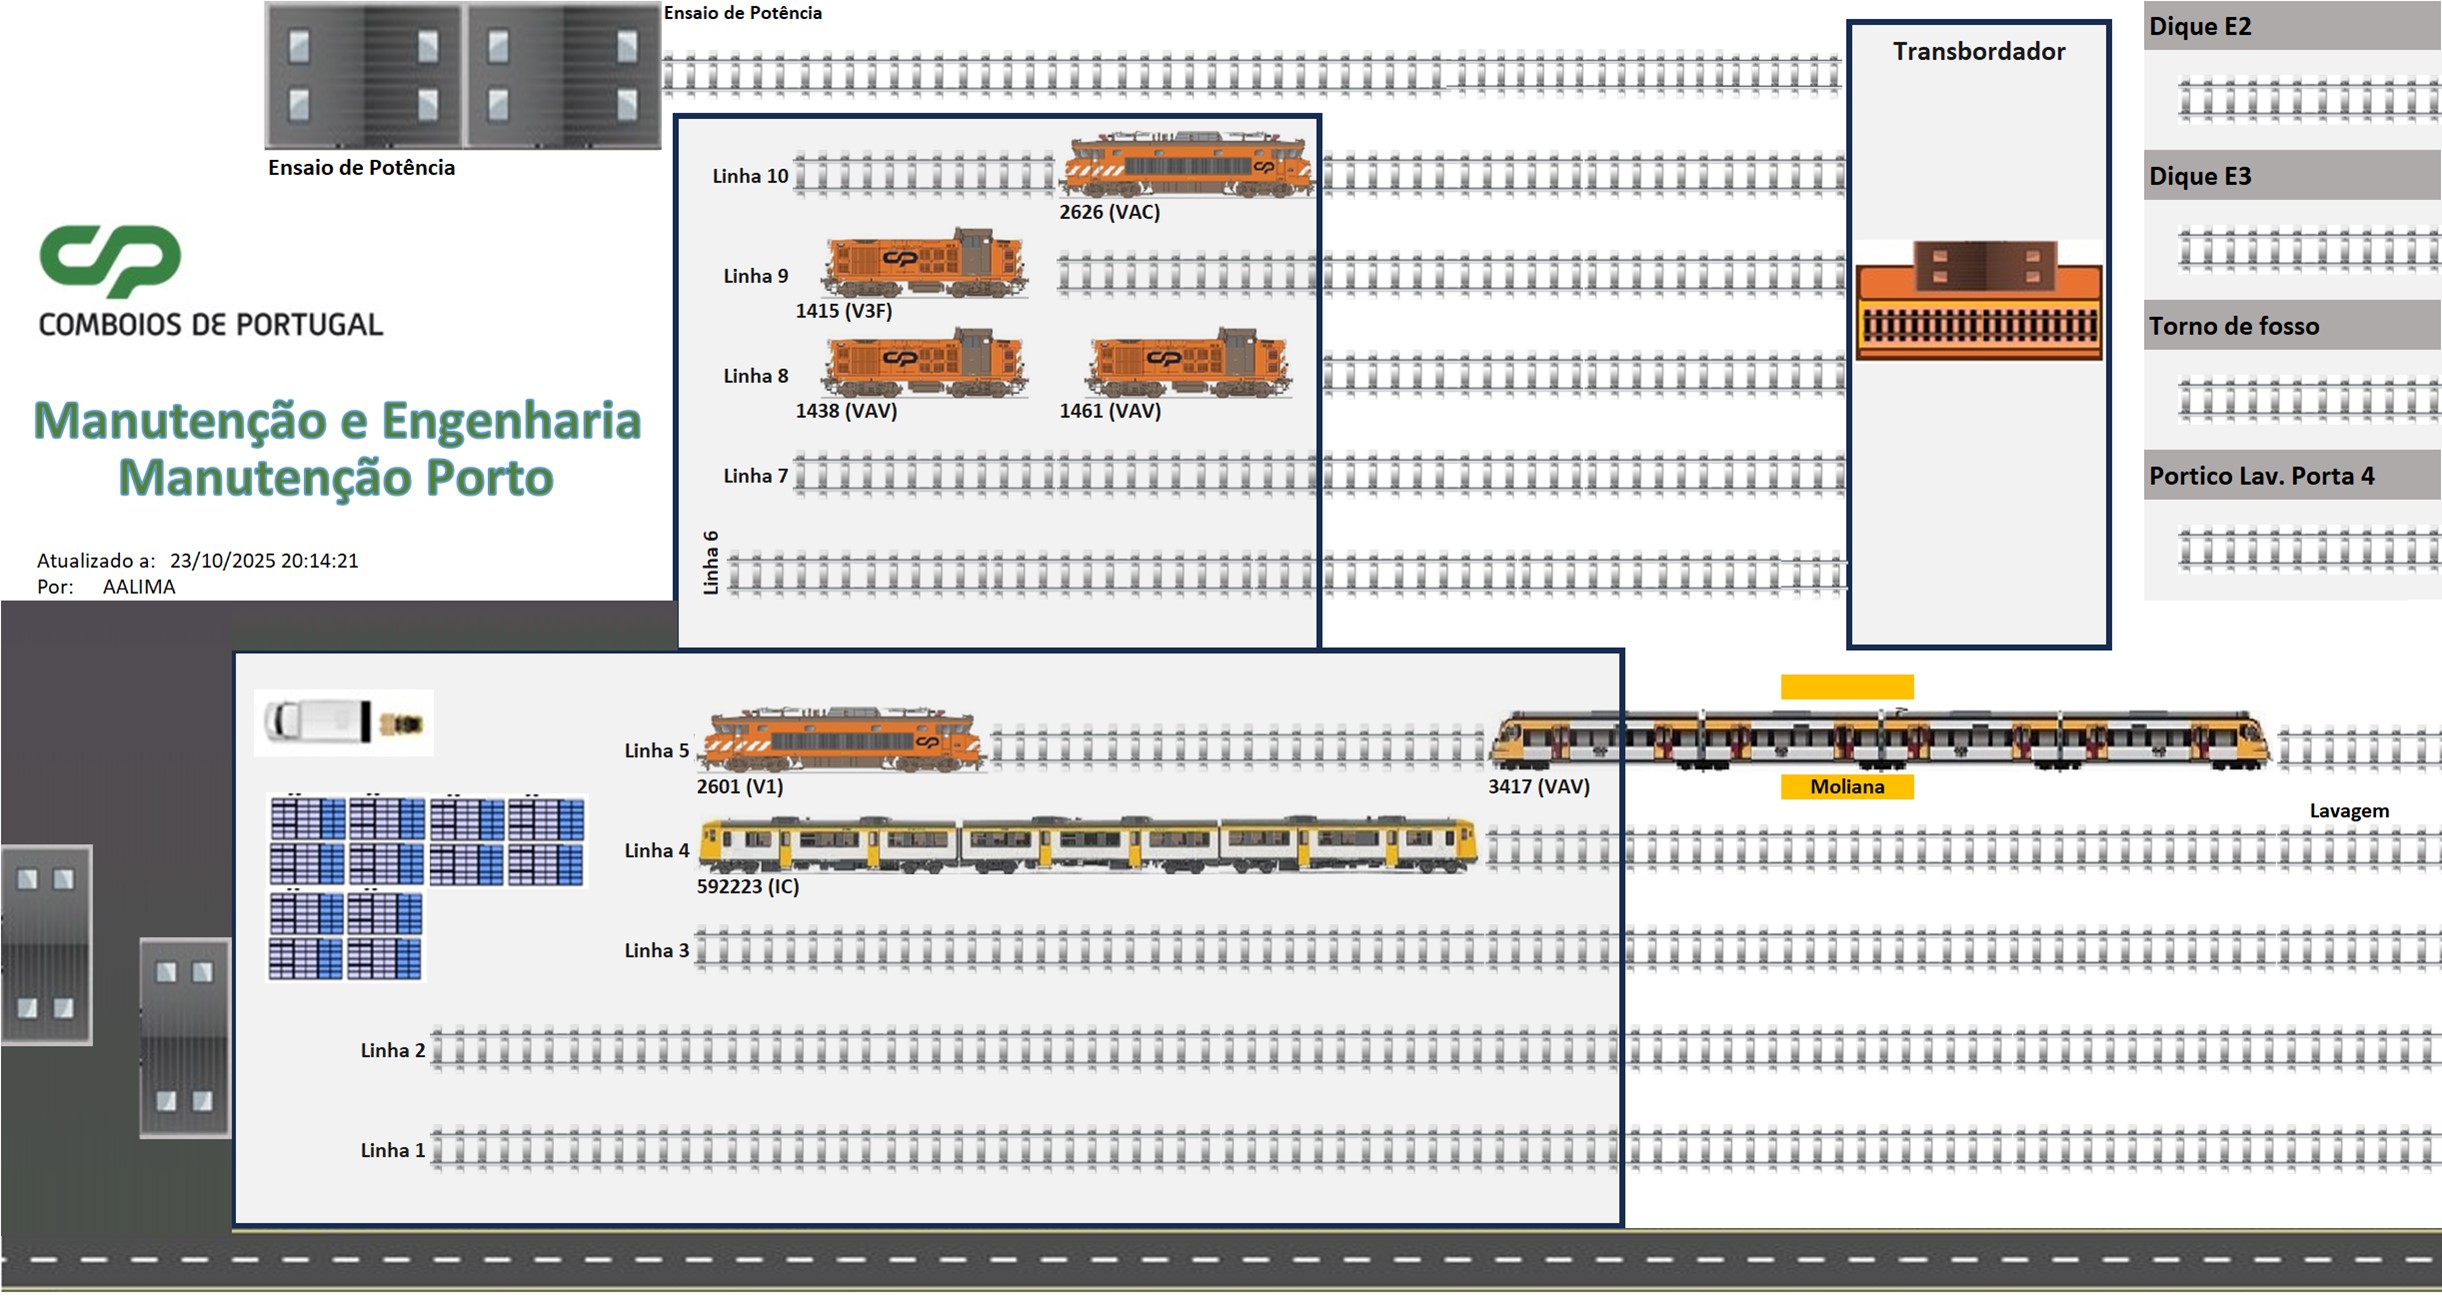 Ensaio de Potência
Transbordador
Dique E2
Ensaio de Potência
Linha 10
2626 (VAC)
Dique E3
CP
COMBOIOS DE PORTUGAL
Linha 9
1415 (V3F)
Torno de fosso
Linha 8
1438 (VAV)
1461 (VAV)
Manutenção e Engenharia
Manutenção Porto
Linha 7
Portico Lav. Porta 4
Linha 6
Atualizado a: 23/10/2025 20:14:21
Por: AALIMA
Linha 5
2601 (V1)
3417 (VAV)
Moliana
Lavagem
Linha 4
592223 (IC)
Linha 3
Linha 2
Linha 1